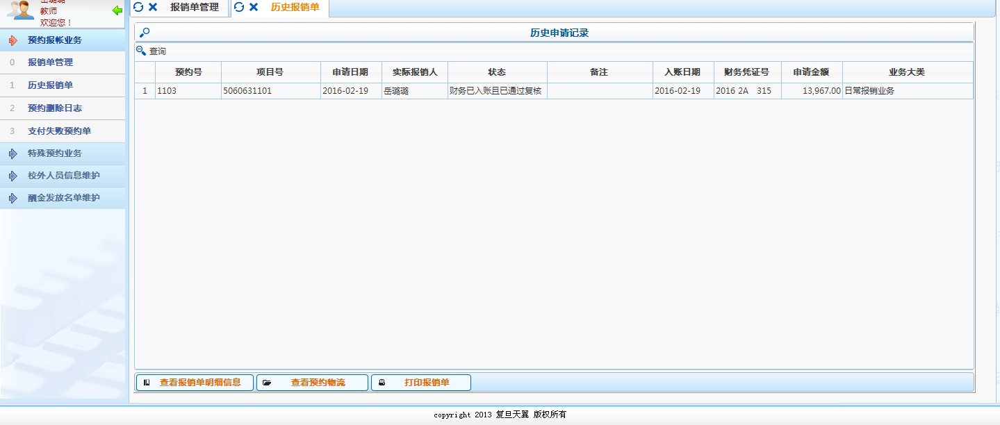 教师
欢迎您！
预约报帐业务
0 报销单管理
1 历史报销单
2 预约删除日志
3 支付失败预约单
特殊预约业务
校外人员信息维护
酬金发放名单维护
报销单管理 历史报销单
历史申请记录
查询
预约号 项目号 申请日期 实际报销人 状态 备注 入账日期 财务凭证号 申请金额 业务大类
1 1103 5060631101 2016-02-19 岳璐璐 财务已入账且已通过复核 2016-02-19 2016 2A 315 13,967.00 日常报销业务
查看报销单明细信息 查看预约物流 打印报销单
copyright 2013 复旦天翼 版权所有